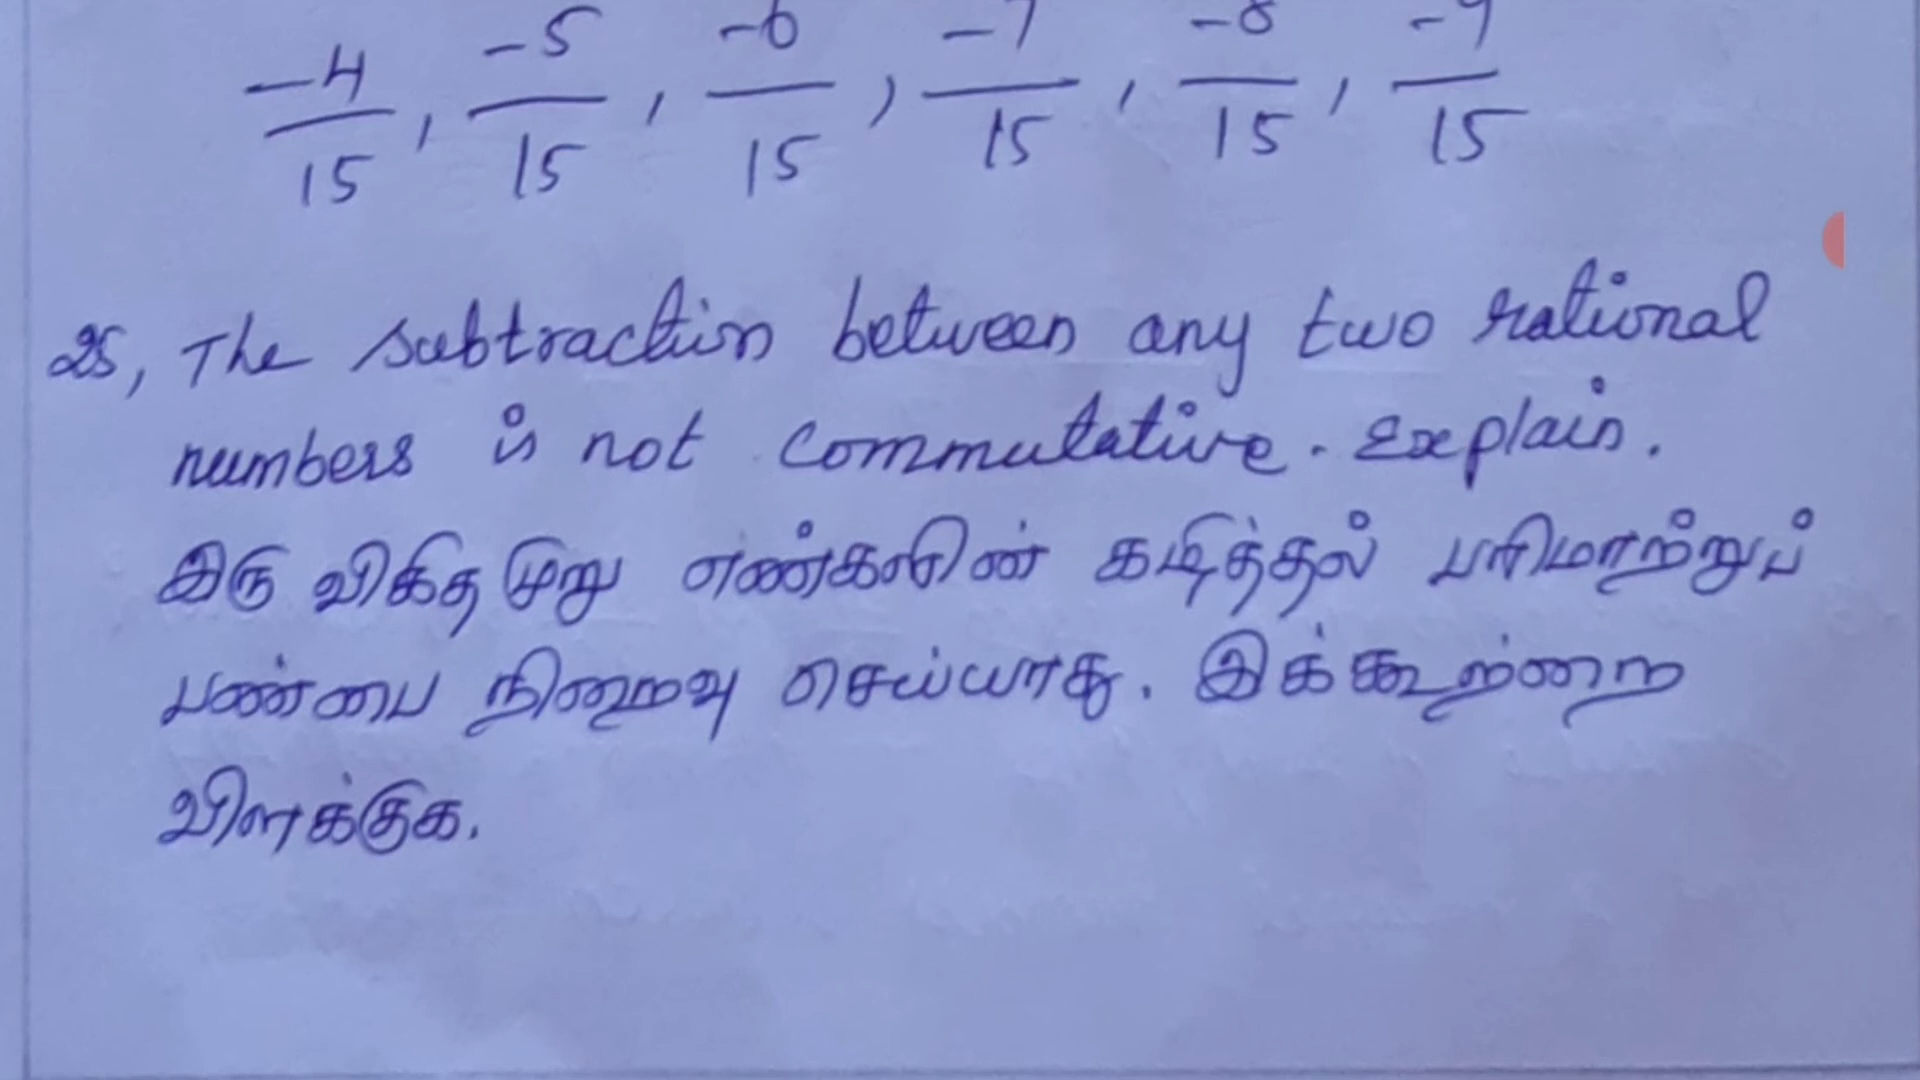 -4/15, -5/15, -6/15, -7/15, -8/15, -9/15
25, The subtraction between any two rational
numbers is not commutative. Explain.
இரு விகிதமுறு எண்களின் கழித்தல் பரிமாற்றுப்
பண்பை நிறைவு செய்யாது. இக்கூற்றை
விளக்குக.